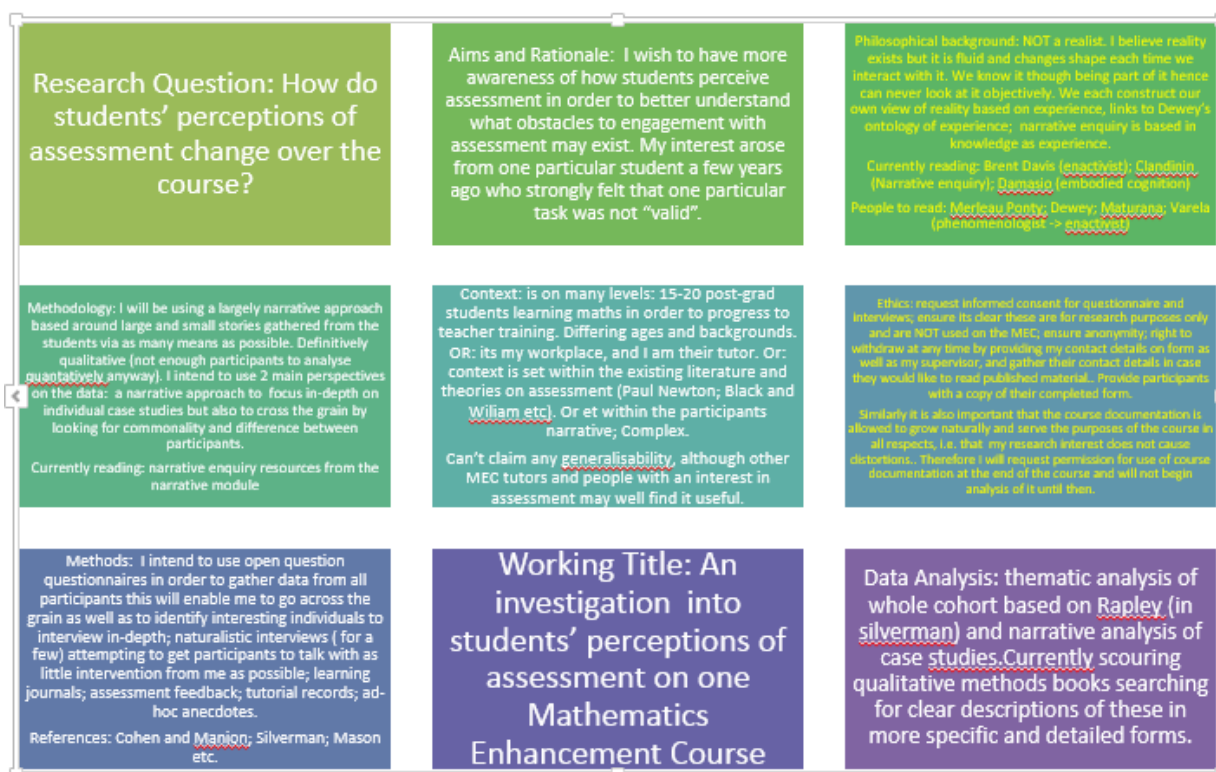 Research Question: How do
students' perceptions of
assessment change over the
course?
Aims and Rationale: I wish to have more
awareness of how students perceive
assessment in order to better understand
what obstacles to engagement with
assessment may exist. My interest arose
from one particular student a few years
ago who strongly felt that one particular
task was not "valid".
Philosophical background: NOT a realist. I believe reality
exists but it is fluid and changes shape each time we
interact with it. We know it though being part of it hence
can never look at it objectively. We each construct our
own view of reality based on experience, links to Dewey's
ontology of experience; narrative enquiry is based in
knowledge as experience.
Currently reading: Brent Davis (enactivist); Clandinin
(Narrative enquiry); Damasio (embodied cognition)
People to read: Merleau Ponty; Dewey; Maturana; Varela
(phenomenologist -> enactivist)
Methodology: I will be using a largely narrative approach
based around large and small stories gathered from the
students via as many means as possible. Definitively
qualitative (not enough participants to analyse
quantatively anyway). I intend to use 2 main perspectives
on the data: a narrative approach to focus in-depth on
individual case studies but also to cross the grain by
looking for commonality and difference between
participants.
Currently reading: narrative enquiry resources from the
narrative module
Context: is on many levels: 15-20 post-grad
students learning maths in order to progress to
teacher training. Differing ages and backgrounds.
OR: its my workplace, and I am their tutor. Or:
context is set within the existing literature and
theories on assessment (Paul Newton; Black and
Wiliam etc). Or et within the participants
narrative; Complex.
Can't claim any generalisability, although other
MEC tutors and people with an interest in
assessment may well find it useful.
Ethics: request informed consent for questionnaire and
interviews; ensure its clear these are for research purposes only
and are NOT used on the MEC; ensure anonymity; right to
withdraw at any time by providing my contact details on form as
well as my supervisor, and gather their contact details in case
they would like to read published material.. Provide participants
with a copy of their completed form.
Similarly it is also important that the course documentation is
allowed to grow naturally and serve the purposes of the course in
all respects, i.e. that my research interest does not cause
distortions.. Therefore I will request permission for use of course
documentation at the end of the course and will not begin
analysis of it until then.
Methods: I intend to use open question
questionnaires in order to gather data from all
participants this will enable me to go across the
grain as well as to identify interesting individuals to
interview in-depth; naturalistic interviews ( for a
few) attempting to get participants to talk with as
little intervention from me as possible; learning
journals; assessment feedback; tutorial records; ad-
hoc anecdotes.
References: Cohen and Manion; Silverman; Mason
etc.
Working Title: An
investigation into
students' perceptions of
assessment on one
Mathematics
Enhancement Course
Data Analysis: thematic analysis of
whole cohort based on Rapley (in
silverman) and narrative analysis of
case studies.Currently scouring
qualitative methods books searching
for clear descriptions of these in
more specific and detailed forms.